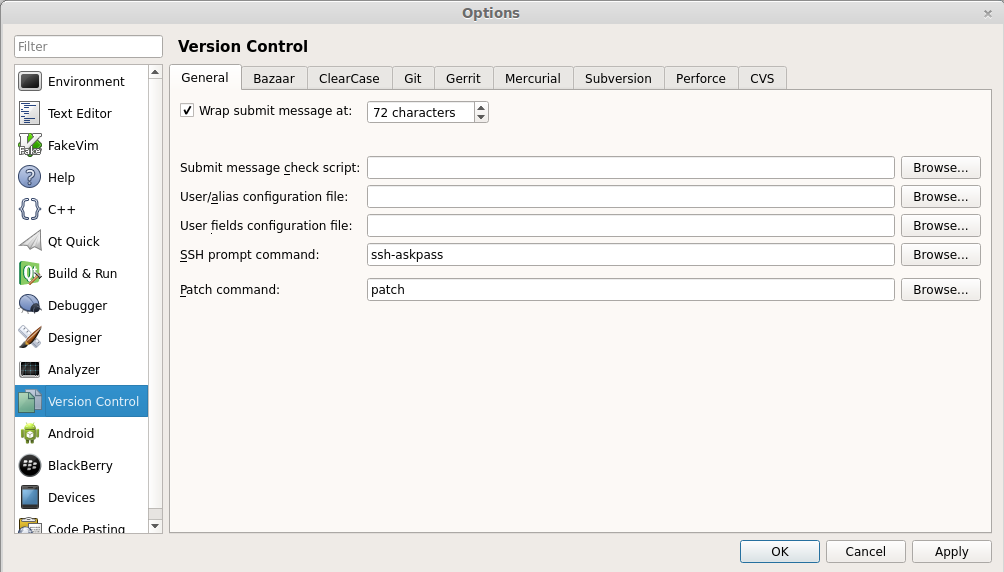 Options
Filter
Version Control
General Bazaar ClearCase Git Gerrit Mercurial Subversion Perforce CVS
Environment
Text Editor
FakeVim
Help
C++
Qt Quick
Build & Run
Debugger
Designer
Analyzer
Version Control
Android
BlackBerry
Devices
Code Pasting
Wrap submit message at: 72 characters
Submit message check script: Browse...
User/alias configuration file: Browse...
User fields configuration file: Browse...
SSH prompt command: ssh-askpass Browse...
Patch command: patch Browse...
OK Cancel Apply